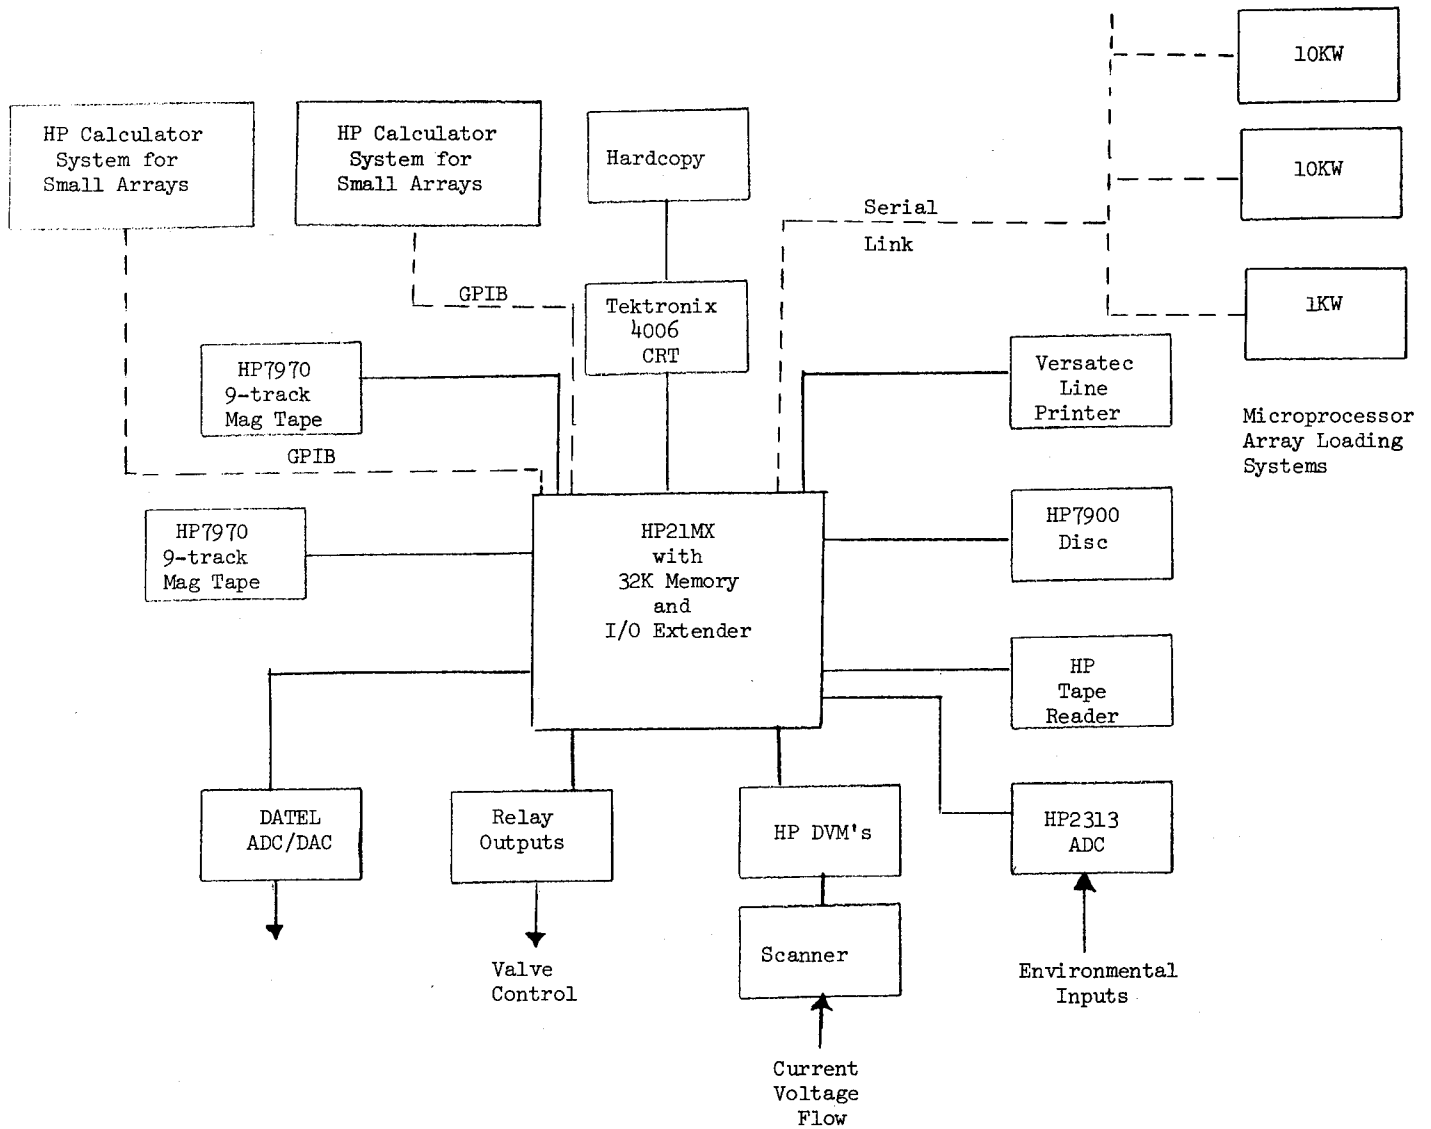 10KW
HP Calculator
System for
Small Arrays
HP Calculator
System for
Small Arrays
Hardcopy
10KW
Serial
Link
GPIB
Tektronix
4006
CRT
1KW
HP7970
9-track
Mag Tape
Versatec
Line
Printer
Microprocessor
Array Loading
Systems
GPIB
HP7970
9-track
Mag Tape
HP21MX
with
32K Memory
and
I/O Extender
HP7900
Disc
HP
Tape
Reader
DATEL
ADC/DAC
Relay
Outputs
HP DVM's
HP2313
ADC
Scanner
Valve
Control
Environmental
Inputs
Current
Voltage
Flow